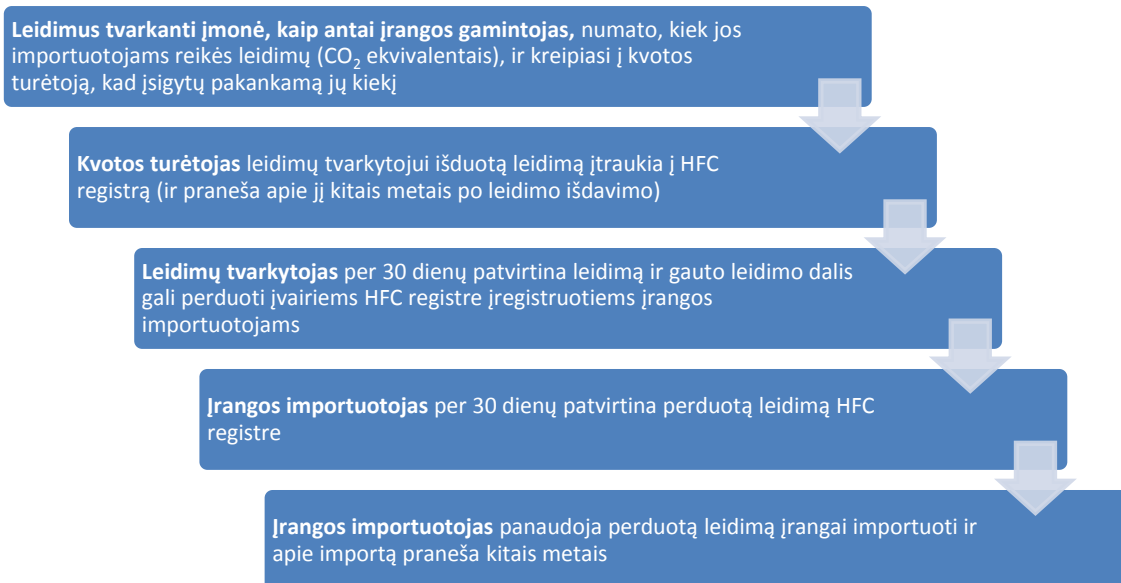 Leidimus tvarkanti įmonė, kaip antai įrangos gamintojas, numato, kiek jos
importuotojams reikės leidimų (CO₂ ekvivalentais), ir kreipiasi į kvotos
turėtoją, kad įsigytų pakankamą jų kiekį
Kvotos turėtojas leidimų tvarkytojui išduotą leidimą įtraukia į HFC
registrą (ir praneša apie jį kitais metais po leidimo išdavimo)
Leidimų tvarkytojas per 30 dienų patvirtina leidimą ir gauto leidimo dalis
gali perduoti įvairiems HFC registre įregistruotiems įrangos
importuotojams
Įrangos importuotojas per 30 dienų patvirtina perduotą leidimą HFC
registre
Įrangos importuotojas panaudoja perduotą leidimą įrangai importuoti ir
apie importą praneša kitais metais